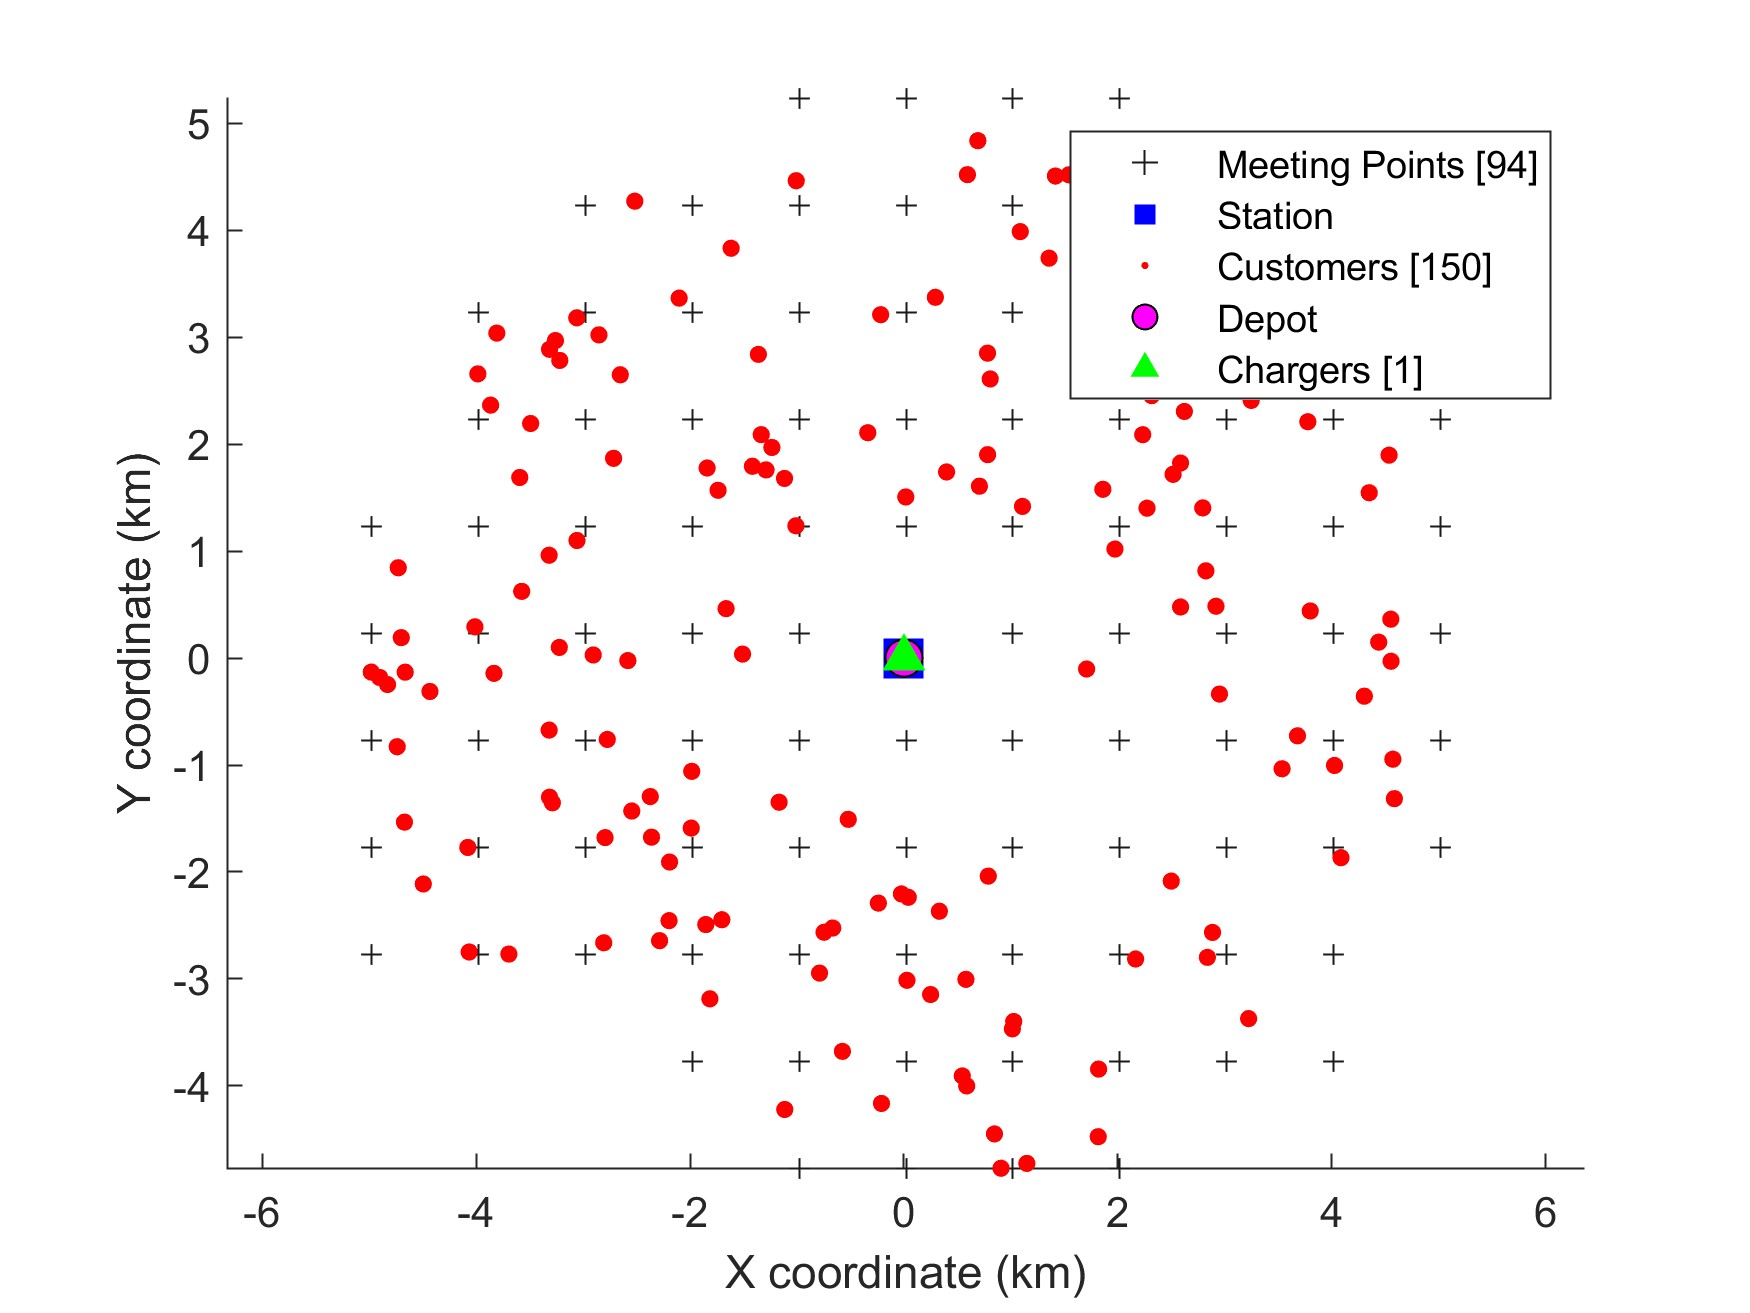 5
4
3
2
1
0
-1
-2
-3
-4
Y coordinate (km)
Meeting Points [94]
Station
Customers [150]
Depot
Chargers [1]
-6
-4
-2
0
2
4
6
X coordinate (km)